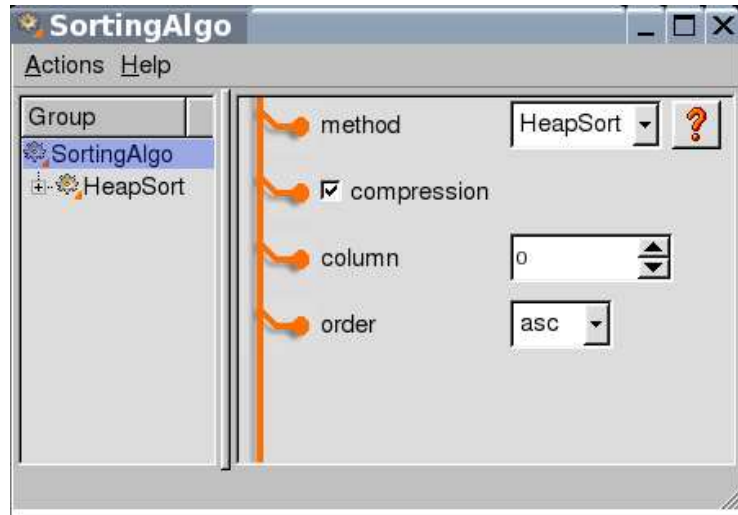 SortingAlgo
Actions Help
Group
SortingAlgo
HeapSort
method HeapSort
compression
column 0
order asc